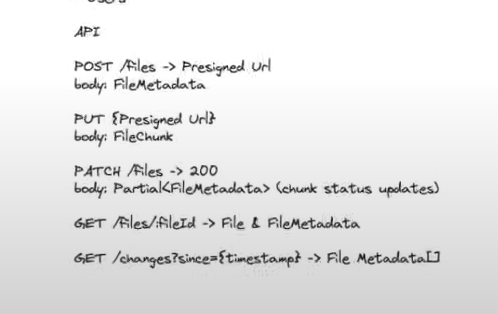 API
POST /files -> Presigned Url
body: FileMetadata
PUT {Presigned Url}
body: FileChunk
PATCH /files -> 200
body: Partial<FileMetadata> (chunk status updates)
GET /files/:fileId -> File & FileMetadata
GET /changes?since={timestamp} -> File Metadata[]